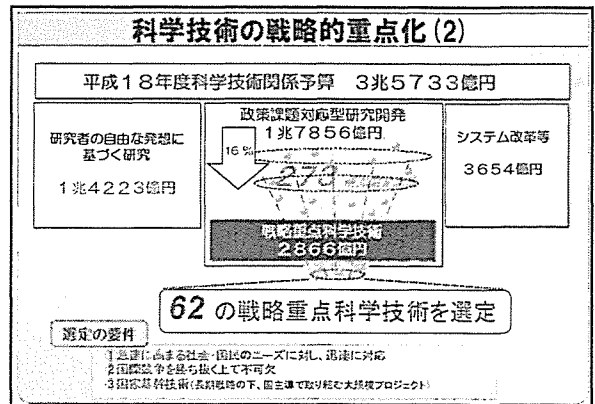 科学技術の戦略的重点化(2)
平成18年度科学技術関係予算 3兆5733億円
研究者の自由な発想に
基づく研究
1兆4223億円
政策課題対応型研究開発
1兆7856億円
16%
273
戦略重点科学技術
2866億円
システム改革等
3654億円
62の戦略重点科学技術を選定
選定の要件
1急速に高まる社会・国民のニーズに対し、迅速に対応
2国際競争を勝ち抜く上で不可欠
3国家基幹技術(長期戦略の下、国主導で取り組む大規模プロジェクト)